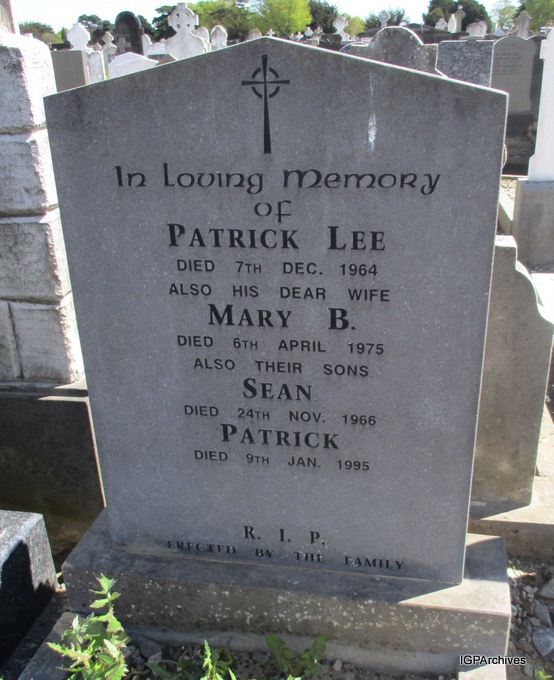 In Loving Memory
of
PATRICK LEE
DIED 7TH DEC. 1964
ALSO HIS DEAR WIFE
MARY B.
DIED 6TH APRIL 1975
ALSO THEIR SONS
SEAN
DIED 24TH NOV. 1966
PATRICK
DIED 9TH JAN. 1995
R. I. P.
ERECTED BY THE FAMILY
IGPArchives